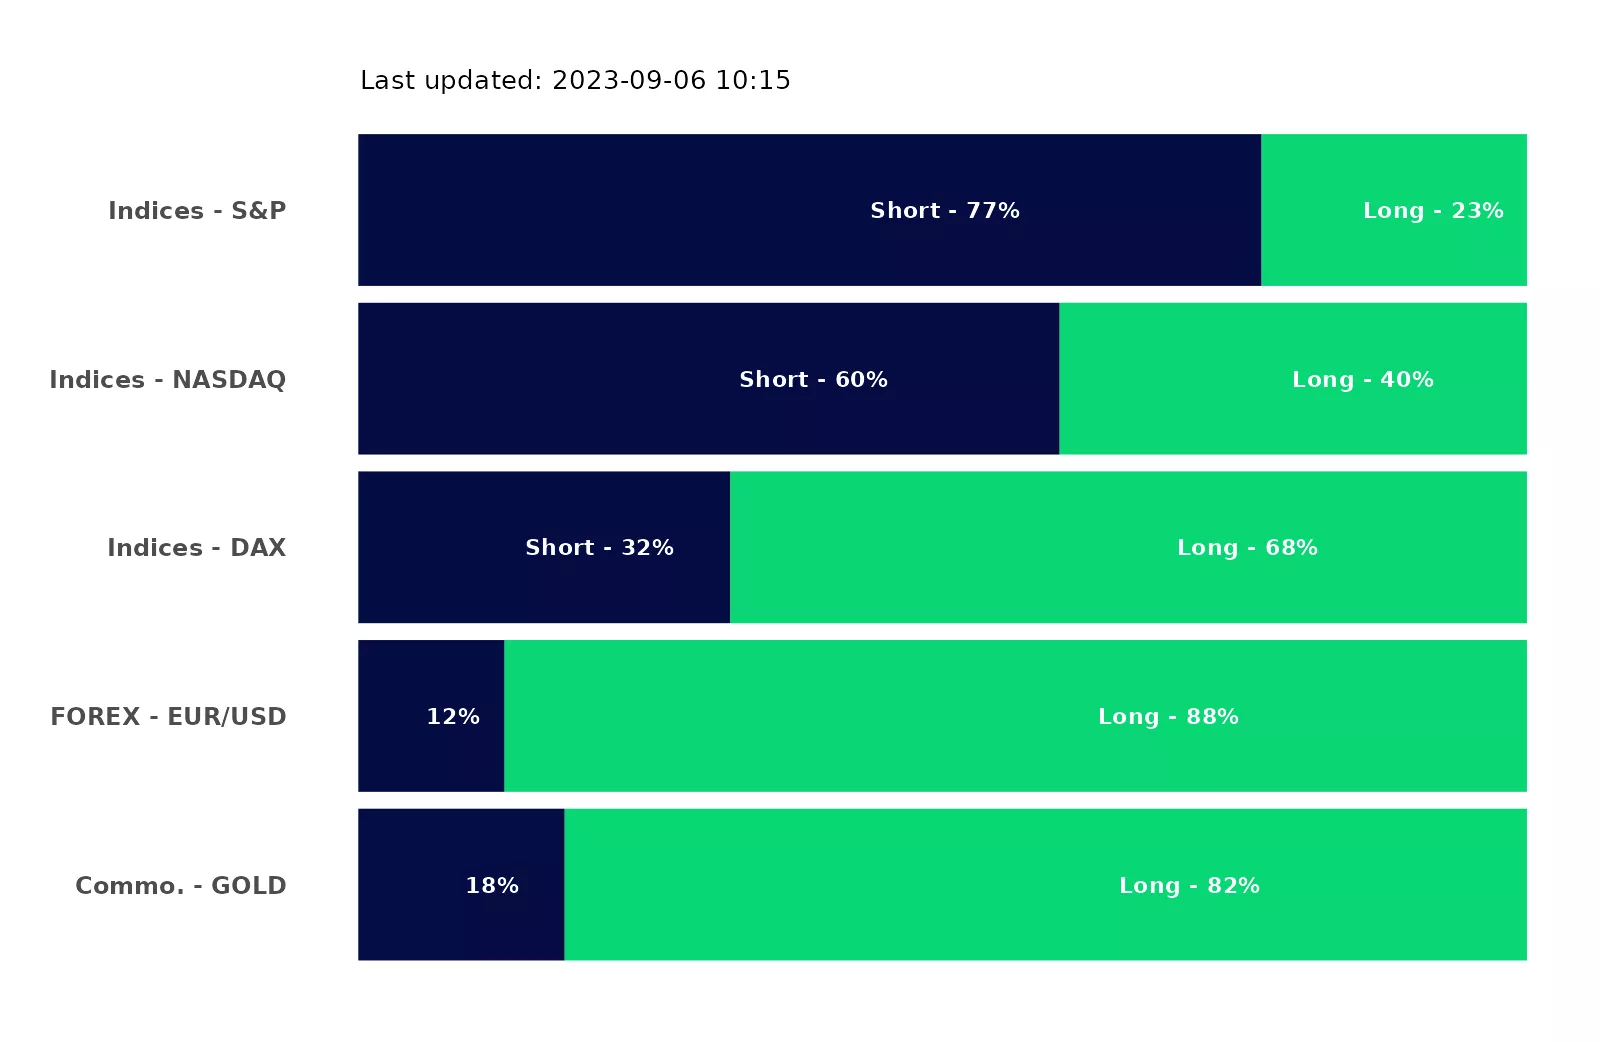 Last updated: 2023-09-06 10:15
Indices - S&P Short - 77% Long - 23%
Indices - NASDAQ Short - 60% Long - 40%
Indices - DAX Short - 32% Long - 68%
FOREX - EUR/USD 12% Long - 88%
Commo. - GOLD 18% Long - 82%